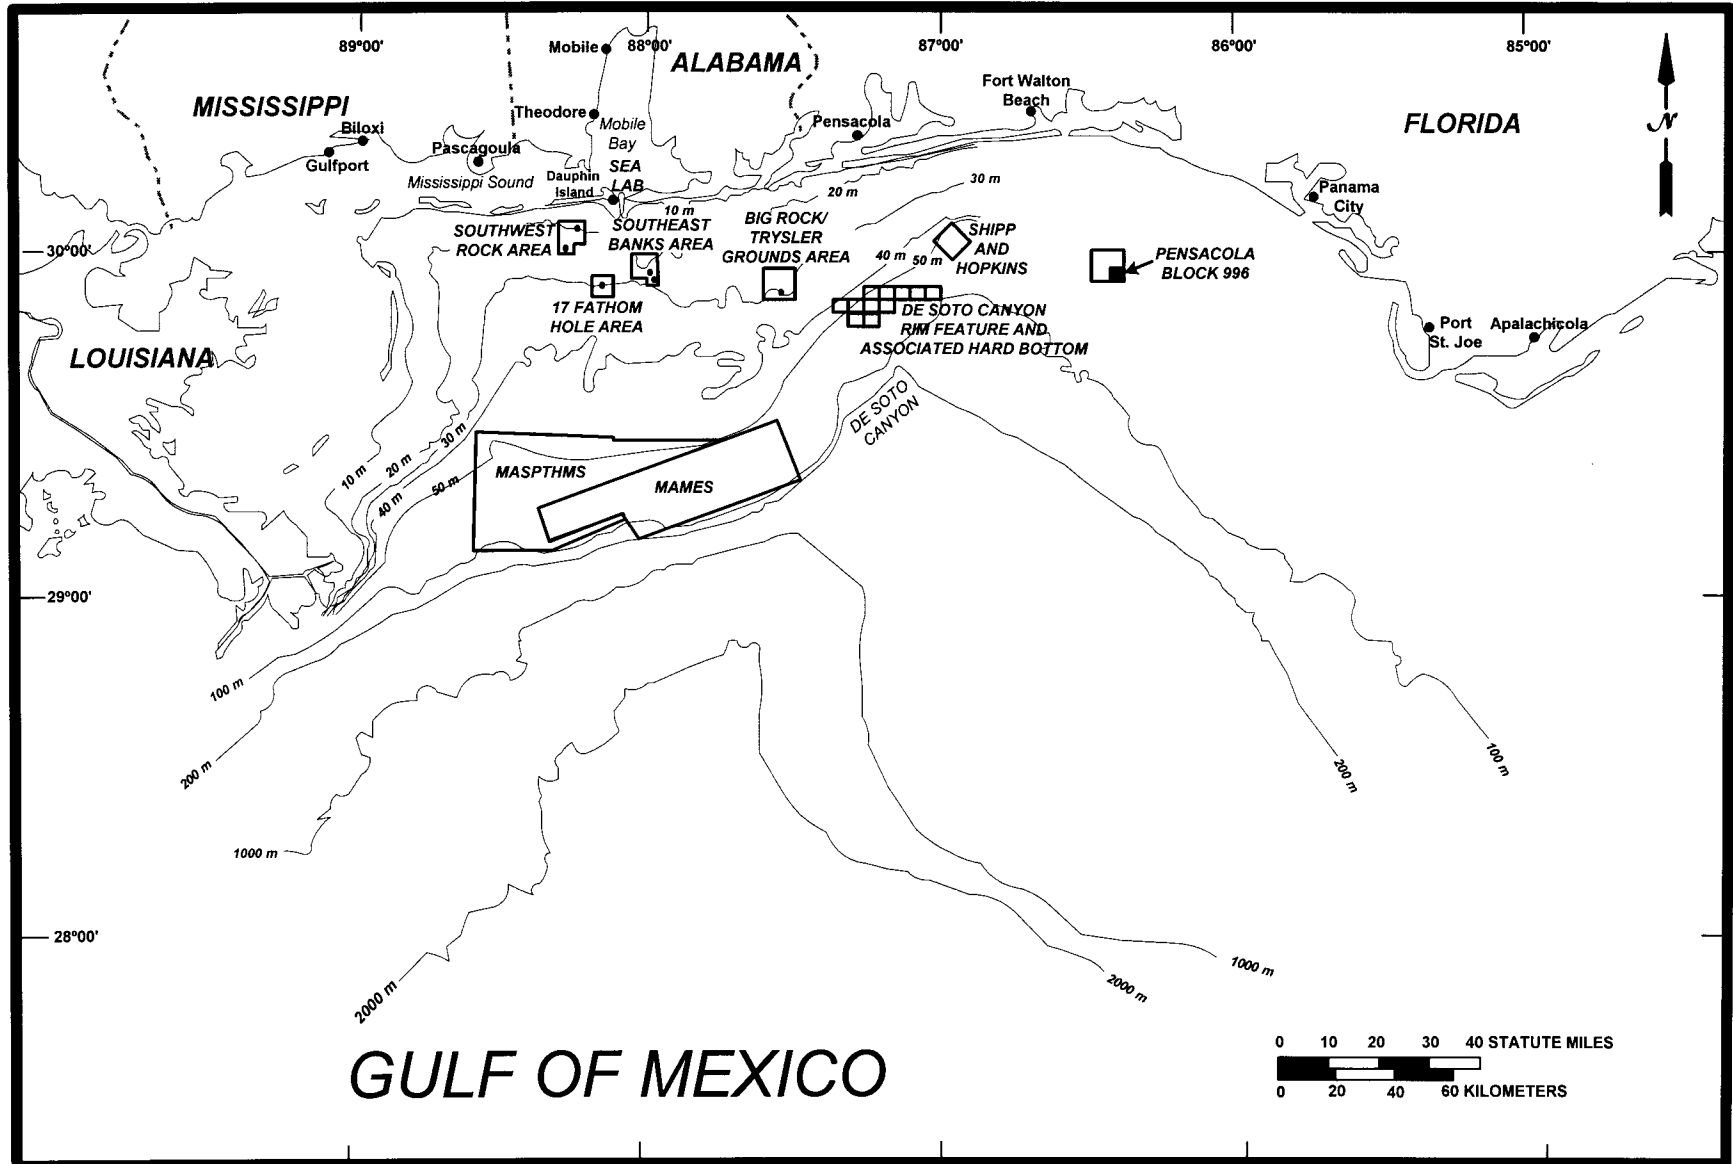 89°00'
88°00'
87°00'
86°00'
85°00'
Mobile
ALABAMA
MISSISSIPPI
Fort Walton
Beach
FLORIDA
N
Theodore
Mobile
Bay
Pensacola
Biloxi
Gulfport
Pascagoula
Mississippi Sound
Dauphin
Island
SEA
LAB
10 m
20 m
30 m
Panama
City
30°00'
SOUTHWEST
ROCK AREA
SOUTHEAST
BANKS AREA
BIG ROCK/
TRYSLER
GROUNDS AREA
40 m
50 m
SHIPP
AND
HOPKINS
PENSACOLA
BLOCK 996
17 FATHOM
HOLE AREA
DE SOTO CANYON
RIM FEATURE AND
ASSOCIATED HARD BOTTOM
Port
St. Joe
Apalachicola
LOUISIANA
DE SOTO
CANYON
10 m
20 m
30 m
40 m
50 m
MASPTHMS
MAMES
29°00'
100 m
200 m
100 m
200 m
1000 m
28°00'
2000 m
1000 m
2000 m
GULF OF MEXICO
0 10 20 30 40 STATUTE MILES
0 20 40 60 KILOMETERS